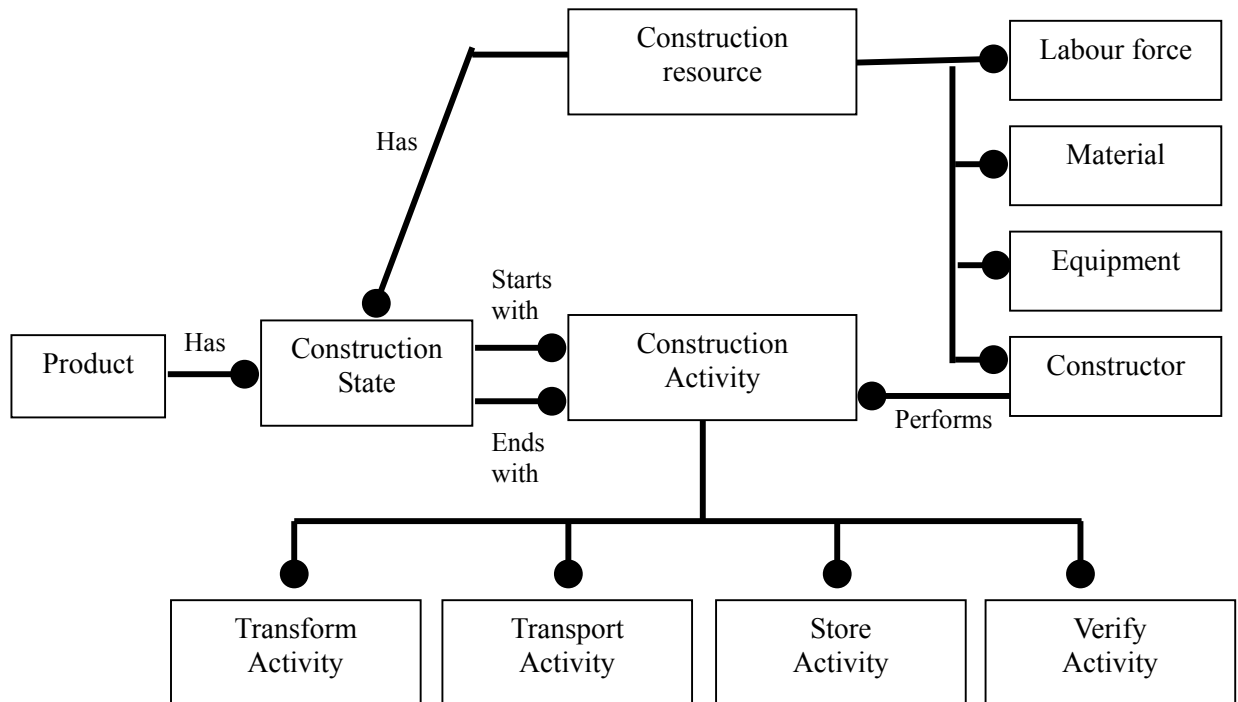 Construction
resource
Labour force
Has
Material
Equipment
Starts
with
Has
Product
Construction
State
Construction
Activity
Constructor
Performs
Ends
with
Transform
Activity
Transport
Activity
Store
Activity
Verify
Activity